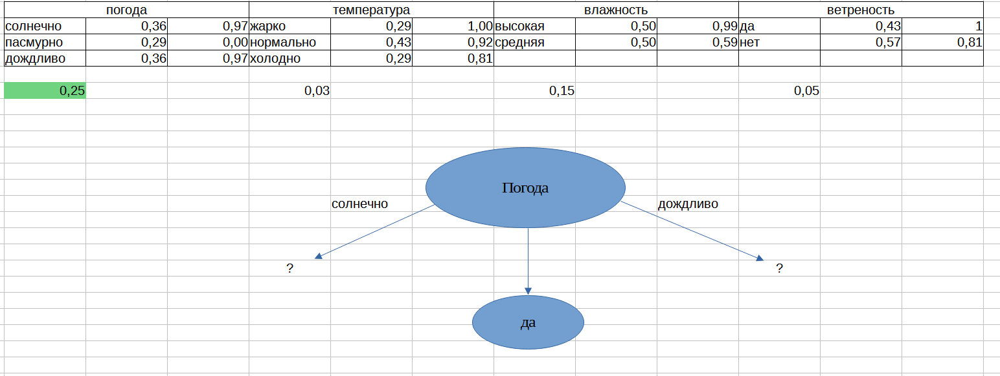 погода температура влажность ветреность
солнечно 0,36 0,97 жарко 0,29 1,00 высокая 0,50 0,99 да 0,43 1
пасмурно 0,29 0,00 нормально 0,43 0,92 средняя 0,50 0,59 нет 0,57 0,81
дождливо 0,36 0,97 холодно 0,29 0,81
0,25 0,03 0,15 0,05
Погода
солнечно дождливо
? ?
да